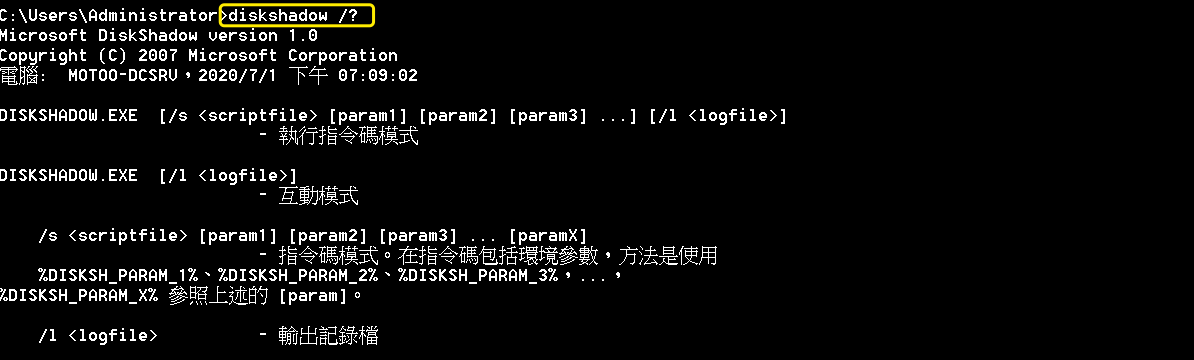 C:\Users\Administrator>diskshadow /?
Microsoft DiskShadow version 1.0
Copyright (C) 2007 Microsoft Corporation
電腦:  MOTOO-DCSRV，2020/7/1 下午 07:09:02
DISKSHADOW.EXE  [/s <scriptfile> [param1] [param2] [param3] ...] [/l <logfile>]
- 執行指令碼模式
DISKSHADOW.EXE  [/l <logfile>]
- 互動模式
/s <scriptfile> [param1] [param2] [param3] ... [paramX]
- 指令碼模式。在指令碼包括環境參數，方法是使用
%DISKSH_PARAM_1%、%DISKSH_PARAM_2%、%DISKSH_PARAM_3%，...，
%DISKSH_PARAM_X% 參照上述的 [param]。
/l <logfile>          - 輸出記錄檔